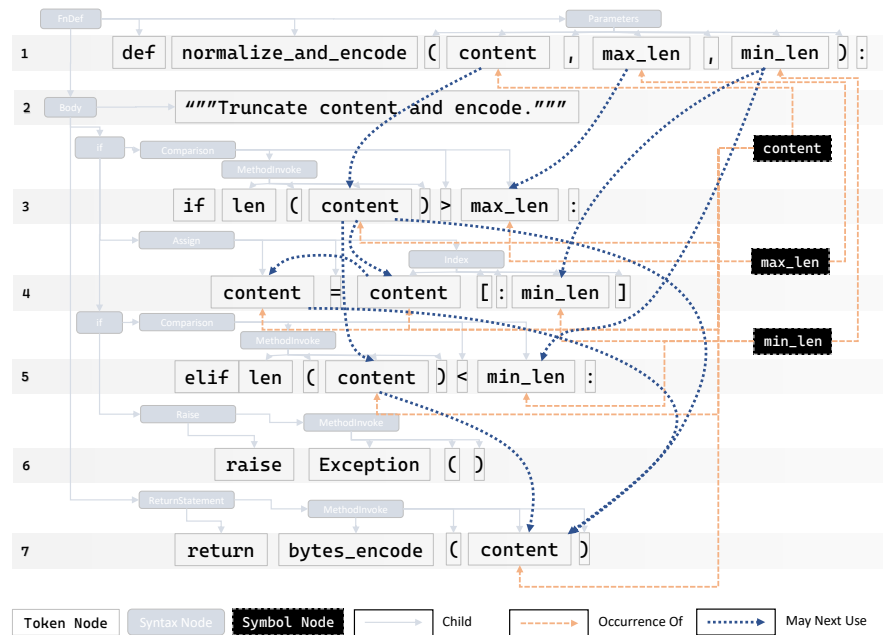 FnDef Parameters
1 def normalize_and_encode ( content , max_len , min_len ) :
2 Body """Truncate content and encode."""
content
if Comparison
MethodInvoke
3 if len ( content ) > max_len :
Assign
Index
max_len
4 content = content [ : min_len ]
if Comparison
MethodInvoke
min_len
5 elif len ( content ) < min_len :
Raise MethodInvoke
6 raise Exception ( )
ReturnStatement MethodInvoke
7 return bytes_encode ( content )
Token Node Syntax Node Symbol Node Child Occurrence Of May Next Use